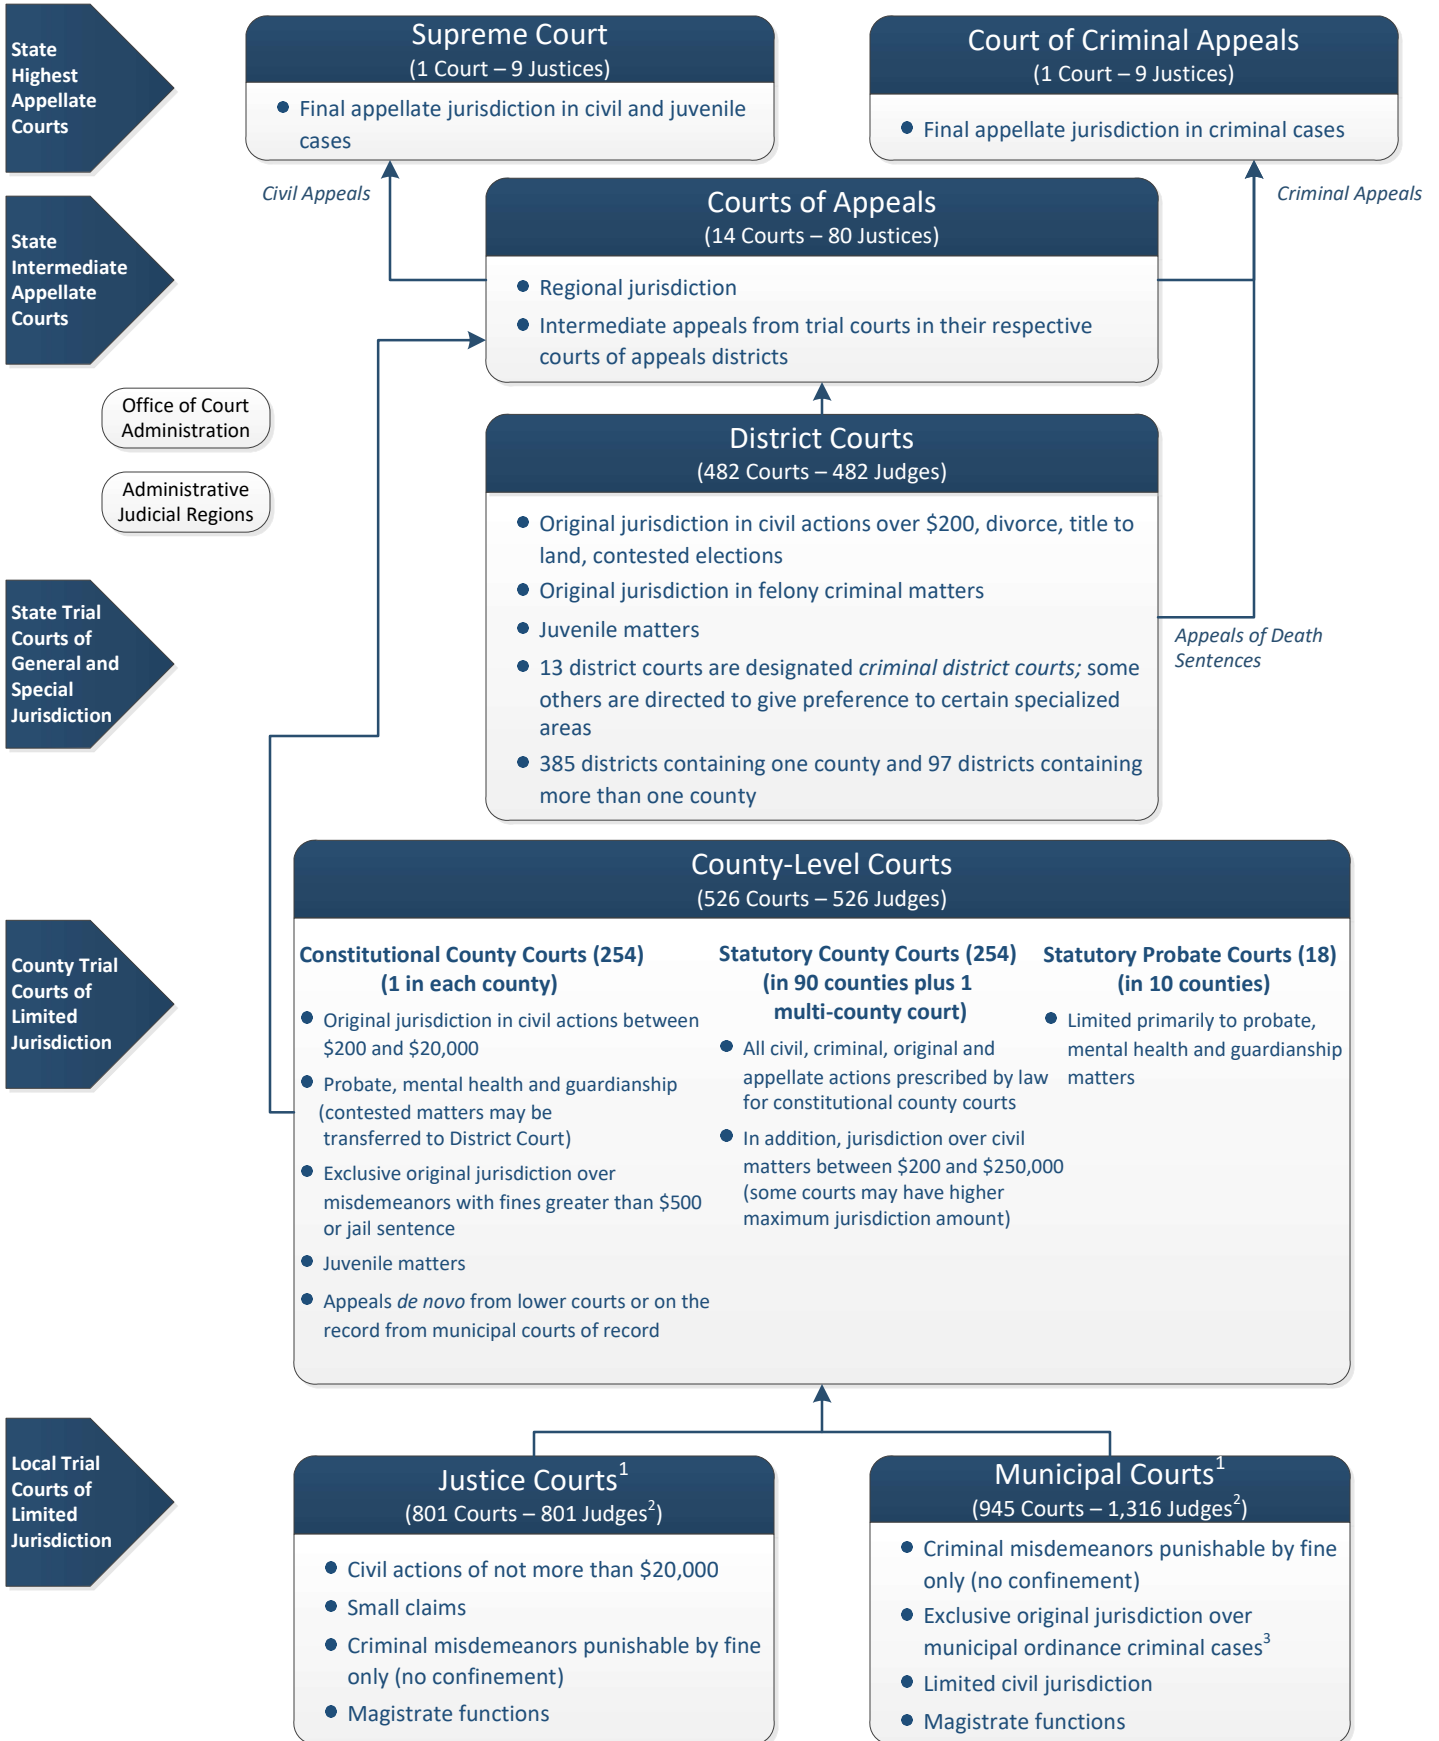 State
Highest
Appellate
Courts
Supreme Court
(1 Court – 9 Justices)
● Final appellate jurisdiction in civil and juvenile
cases
Court of Criminal Appeals
(1 Court – 9 Justices)
● Final appellate jurisdiction in criminal cases
Civil Appeals
Criminal Appeals
State
Intermediate
Appellate
Courts
Courts of Appeals
(14 Courts – 80 Justices)
● Regional jurisdiction
● Intermediate appeals from trial courts in their respective
courts of appeals districts
Office of Court
Administration
Administrative
Judicial Regions
State Trial
Courts of
General and
Special
Jurisdiction
District Courts
(482 Courts – 482 Judges)
● Original jurisdiction in civil actions over $200, divorce, title to
land, contested elections
● Original jurisdiction in felony criminal matters
● Juvenile matters
● 13 district courts are designated criminal district courts; some
others are directed to give preference to certain specialized
areas
● 385 districts containing one county and 97 districts containing
more than one county
Appeals of Death
Sentences
County Trial
Courts of
Limited
Jurisdiction
County-Level Courts
(526 Courts – 526 Judges)
Constitutional County Courts (254)
(1 in each county)
● Original jurisdiction in civil actions between
$200 and $20,000
● Probate, mental health and guardianship
(contested matters may be
transferred to District Court)
● Exclusive original jurisdiction over
misdemeanors with fines greater than $500
or jail sentence
● Juvenile matters
● Appeals de novo from lower courts or on the
record from municipal courts of record
Statutory County Courts (254)
(in 90 counties plus 1
multi-county court)
● All civil, criminal, original and
appellate actions prescribed by law
for constitutional county courts
● In addition, jurisdiction over civil
matters between $200 and $250,000
(some courts may have higher
maximum jurisdiction amount)
Statutory Probate Courts (18)
(in 10 counties)
● Limited primarily to probate,
mental health and guardianship
matters
Local Trial
Courts of
Limited
Jurisdiction
Justice Courts¹
(801 Courts – 801 Judges²)
● Civil actions of not more than $20,000
● Small claims
● Criminal misdemeanors punishable by fine
only (no confinement)
● Magistrate functions
Municipal Courts¹
(945 Courts – 1,316 Judges²)
● Criminal misdemeanors punishable by fine
only (no confinement)
● Exclusive original jurisdiction over
municipal ordinance criminal cases³
● Limited civil jurisdiction
● Magistrate functions